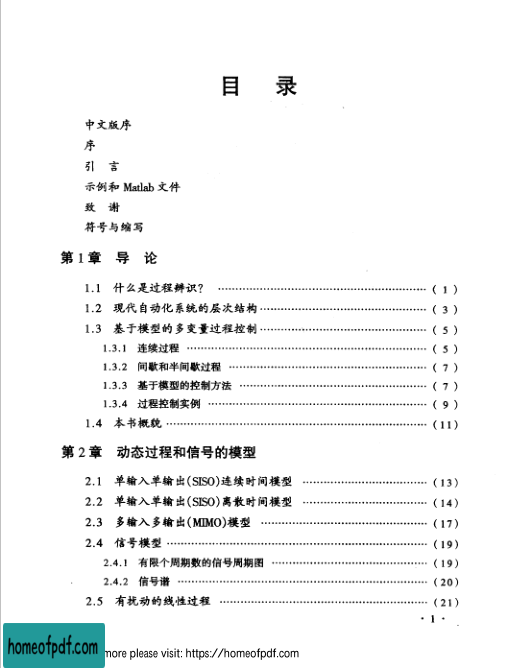 目 录
中文版序
序
引 言
示例和 Matlab 文件
致 谢
符号与缩写
第 1 章 导 论
1.1 什么是过程辨识? ……………………………………… ( 1 )
1.2 现代自动化系统的层次结构 ……………………………… ( 3 )
1.3 基于模型的多变量过程控制 ……………………………… ( 5 )
1.3.1 连续过程 ……………………………………………… ( 5 )
1.3.2 间歇和半间歇过程 …………………………………… ( 7 )
1.3.3 基于模型的控制方法 ………………………………… ( 7 )
1.3.4 过程控制实例 ………………………………………… ( 9 )
1.4 本书概貌 ………………………………………………… (11)
第 2 章 动态过程和信号的模型
2.1 单输入单输出(SISO)连续时间模型 …………………… (13)
2.2 单输入单输出(SISO)离散时间模型 …………………… (14)
2.3 多输入多输出(MIMO)模型 …………………………… (17)
2.4 信号模型 ………………………………………………… (19)
2.4.1 有限个周期数的信号周期图 ………………………… (19)
2.4.2 信号谱 ………………………………………………… (20)
2.5 有扰动的线性过程 ……………………………………… (21)
· 1 ·
homeofpdf.com
more please visit: https://homeofpdf.com